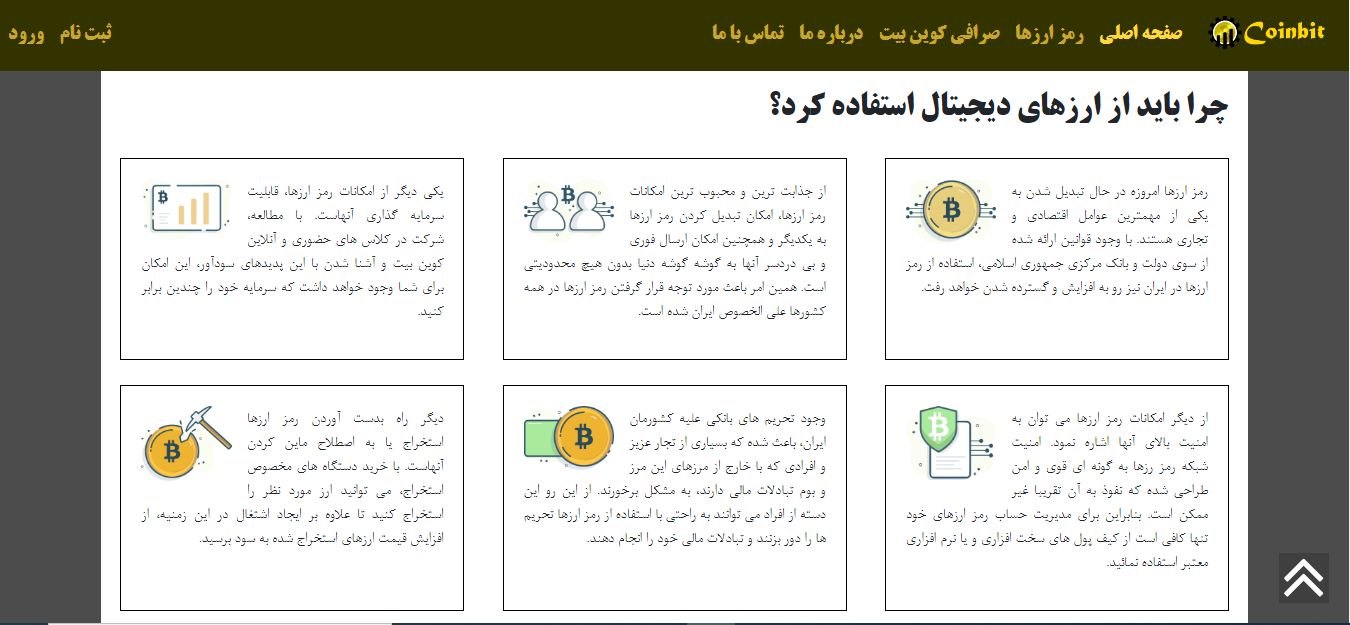 Coinbit
صفحه اصلی
رمز ارزها
صرافی کوین بیت
درباره ما
تماس با ما
ثبت نام
ورود
چرا باید از ارزهای دیجیتال استفاده کرد؟
رمز ارزها امروزه در حال تبدیل شدن به
یکی از مهمترین عوامل اقتصادی و
تجاری هستند. با وجود قوانین ارائه شده
از سوی دولت و بانک مرکزی جمهوری اسلامی، استفاده از رمز
ارزها در ایران نیز رو به افزایش و گسترده شدن خواهد رفت.
از جذابت ترین و محبوب ترین امکانات
رمز ارزها، امکان تبدیل کردن رمز ارزها
به یکدیگر و همچنین امکان ارسال فوری
و بی دردسر آنها به گوشه گوشه دنیا بدون هیچ محدودیتی
است. همین امر باعث مورد توجه قرار گرفتن رمز ارزها در همه
کشورها علی الخصوص ایران شده است.
یکی دیگر از امکانات رمز ارزها، قابلیت
سرمایه گذاری آنهاست. با مطالعه،
شرکت در کلاس های حضوری و آنلاین
کوین بیت و آشنا شدن با این پدیدهای سودآور، این امکان
برای شما وجود خواهد داشت که سرمایه خود را چندین برابر
کنید.
از دیگر امکانات رمز ارزها می توان به
امنیت بالای آنها اشاره نمود. امنیت
شبکه رمز رزها به گونه ای قوی و امن
طراحی شده که نفوذ به آن تقریبا غیر
ممکن است. بنابراین برای مدیریت حساب رمز ارزهای خود
تنها کافی است از کیف پول های سخت افزاری و یا نرم افزاری
معتبر استفاده نمائید.
وجود تحریم های بانکی علیه کشورمان
ایران، باعث شده که بسیاری از تجار عزیز
و افرادی که با خارج از مرزهای این مرز
و بوم تبادلات مالی دارند، به مشکل برخورند. از این رو این
دسته از افراد می توانند به راحتی با استفاده از رمز ارزها تحریم
ها را دور بزنند و تبادلات مالی خود را انجام دهند.
دیگر راه بدست آوردن رمز ارزها
استخراج یا به اصطلاح ماین کردن
آنهاست. با خرید دستگاه های مخصوص
استخراج، می توانید ارز مورد نظر را
استخراج کنید تا علاوه بر ایجاد اشتغال در این زمنیه، از
افزایش قیمت ارزهای استخراج شده به سود برسید.